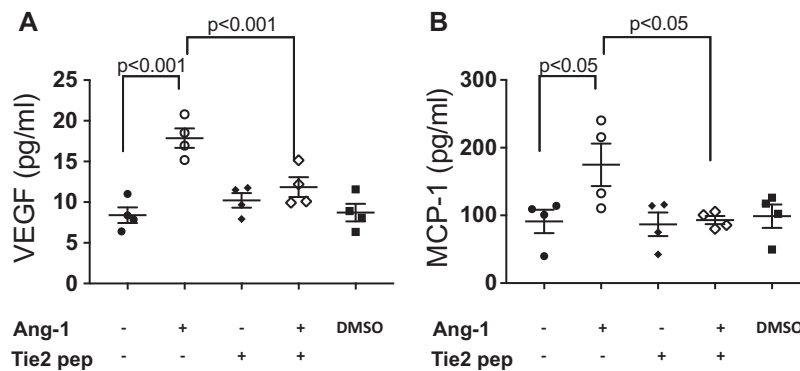 A
p<0.001
p<0.001
VEGF (pg/ml)
25
20
15
10
5
0
Ang-1 - + - + DMSO
Tie2 pep - - + +
B
p<0.05
p<0.05
MCP-1 (pg/ml)
300
200
100
0
Ang-1 - + - + DMSO
Tie2 pep - - + +